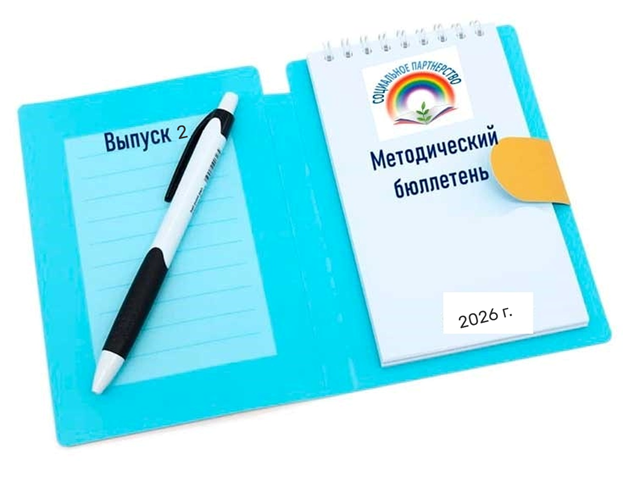 Выпуск 2
СОЦИАЛЬНОЕ ПАРТНЕРСТВО
Методический
бюллетень
2026 г.